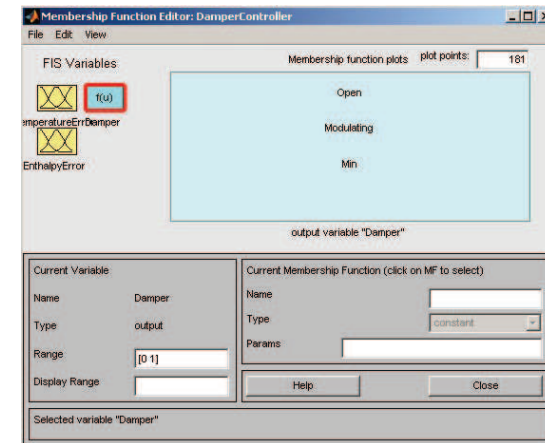 Membership Function Editor: DamperController
File Edit View
FIS Variables
Membership function plots
plot points:
181
f(u)
Damper
EnthalpyError
Open
Modulating
Min
output variable "Damper"
Current Variable
Name Damper
Type output
Range [0 1]
Display Range
Current Membership Function (click on MF to select)
Name
Type constant
Params
Help Close
Selected variable "Damper"